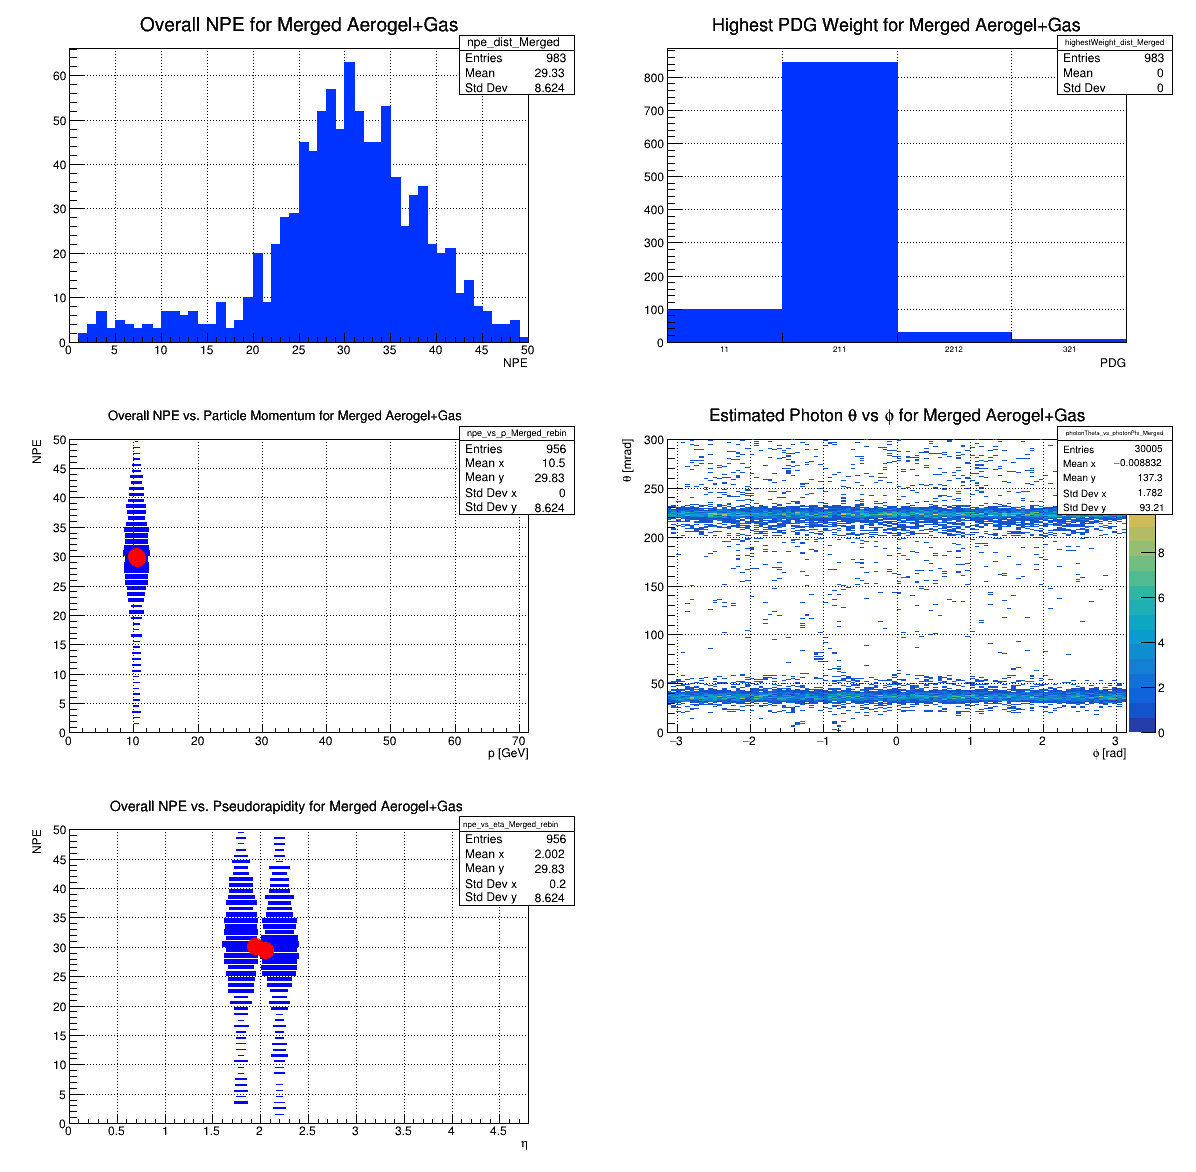 Overall NPE for Merged Aerogel+Gas
npe_dist_Merged
Entries 983
Mean 29.33
Std Dev 8.624
60
50
40
30
20
10
0
0 5 10 15 20 25 30 35 40 45 50
NPE
Highest PDG Weight for Merged Aerogel+Gas
highestWeight_dist_Merged
Entries 983
Mean 0
Std Dev 0
800
700
600
500
400
300
200
100
0
11 211 2212 321
PDG
Overall NPE vs. Particle Momentum for Merged Aerogel+Gas
npe_vs_p_Merged_rebin
Entries 956
Mean x 10.5
Mean y 29.83
Std Dev x 0
Std Dev y 8.624
NPE
50
45
40
35
30
25
20
15
10
5
0
0 10 20 30 40 50 60 70
p [GeV]
Estimated Photon θ vs ϕ for Merged Aerogel+Gas
photonTheta_vs_photonPhi_Merged
Entries 30005
Mean x −0.008832
Mean y 137.3
Std Dev x 1.782
Std Dev y 93.21
θ [mrad]
300
250
200
150
100
50
0
−3 −2 −1 0 1 2 3
ϕ [rad]
8
6
4
2
0
Overall NPE vs. Pseudorapidity for Merged Aerogel+Gas
npe_vs_eta_Merged_rebin
Entries 956
Mean x 2.002
Mean y 29.83
Std Dev x 0.2
Std Dev y 8.624
NPE
50
45
40
35
30
25
20
15
10
5
0
0 0.5 1 1.5 2 2.5 3 3.5 4 4.5
η